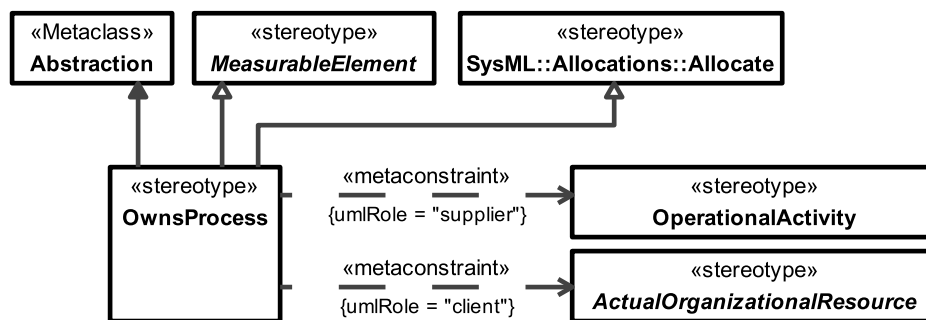 «Metaclass»
Abstraction
«stereotype»
MeasurableElement
«stereotype»
SysML::Allocations::Allocate
«stereotype»
OwnsProcess
«metaconstraint»
{umlRole = "supplier"}
«stereotype»
OperationalActivity
«metaconstraint»
{umlRole = "client"}
«stereotype»
ActualOrganizationalResource